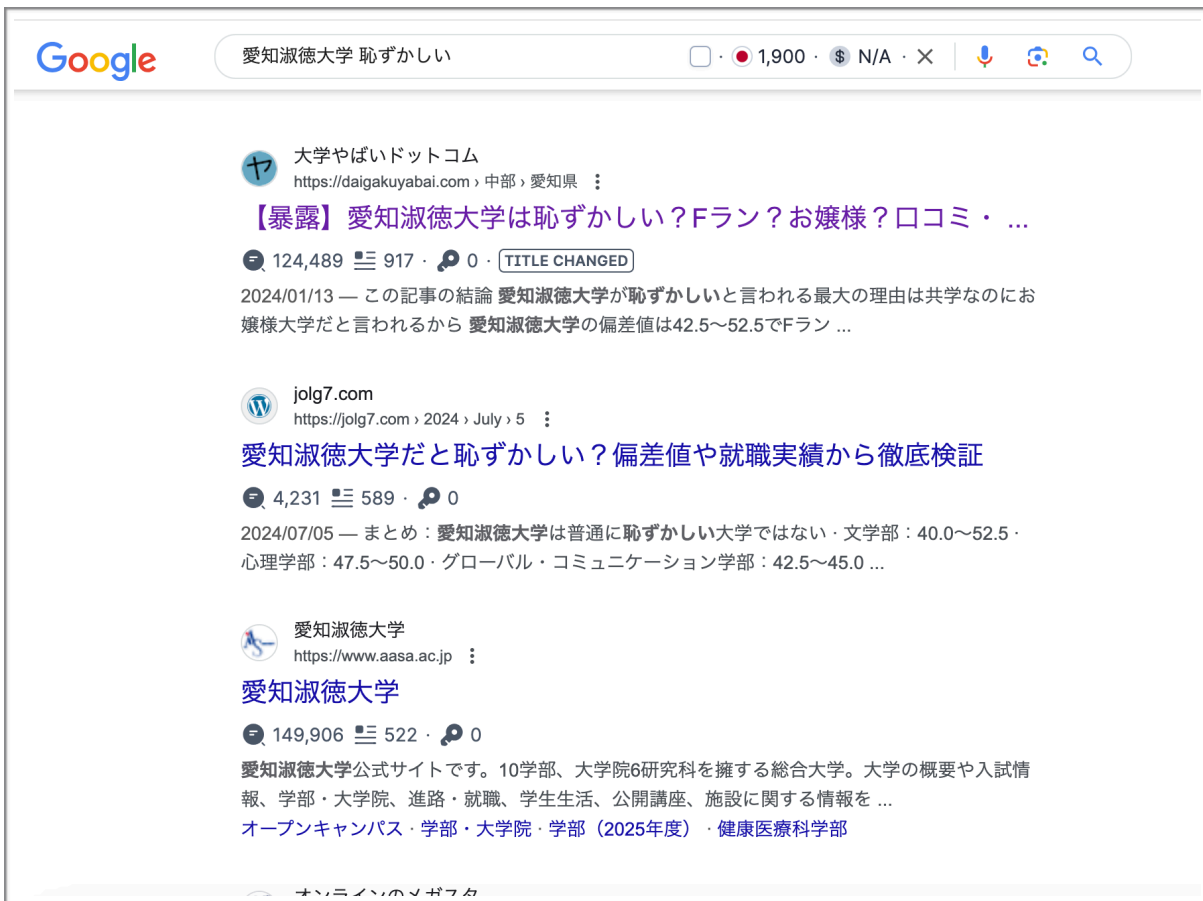 Google 愛知淑徳大学 恥ずかしい · 1,900 · $ N/A ·
ヤ 大学やばいドットコム
https://daigakuyabai.com › 中部 › 愛知県
【暴露】愛知淑徳大学は恥ずかしい？Fラン？お嬢様？口コミ・ ...
124,489 917 · 0 · TITLE CHANGED
2024/01/13 — この記事の結論 愛知淑徳大学が恥ずかしいと言われる最大の理由は共学なのにお
嬢様大学だと言われるから 愛知淑徳大学の偏差値は42.5〜52.5でFラン ...
jolg7.com
https://jolg7.com › 2024 › July › 5
愛知淑徳大学だと恥ずかしい？偏差値や就職実績から徹底検証
4,231 589 · 0
2024/07/05 — まとめ：愛知淑徳大学は普通に恥ずかしい大学ではない · 文学部：40.0〜52.5 ·
心理学部：47.5〜50.0 · グローバル・コミュニケーション学部：42.5〜45.0 ...
愛知淑徳大学
https://www.aasa.ac.jp
愛知淑徳大学
149,906 522 · 0
愛知淑徳大学公式サイトです。10学部、大学院6研究科を擁する総合大学。大学の概要や入試情
報、学部・大学院、進路・就職、学生生活、公開講座、施設に関する情報を ...
オープンキャンパス · 学部・大学院 · 学部（2025年度） · 健康医療科学部
オンラインのメガスタ